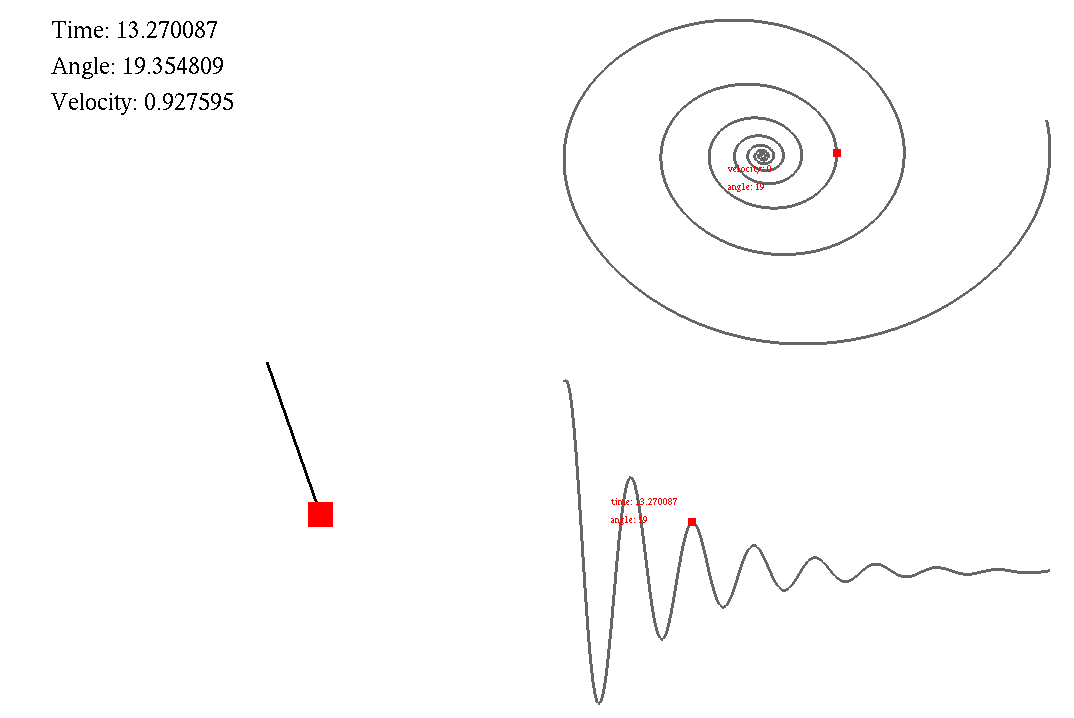 Time: 13.270087
Angle: 19.354809
Velocity: 0.927595
velocity: 0
angle: 19
time: 13.270087
angle: 19